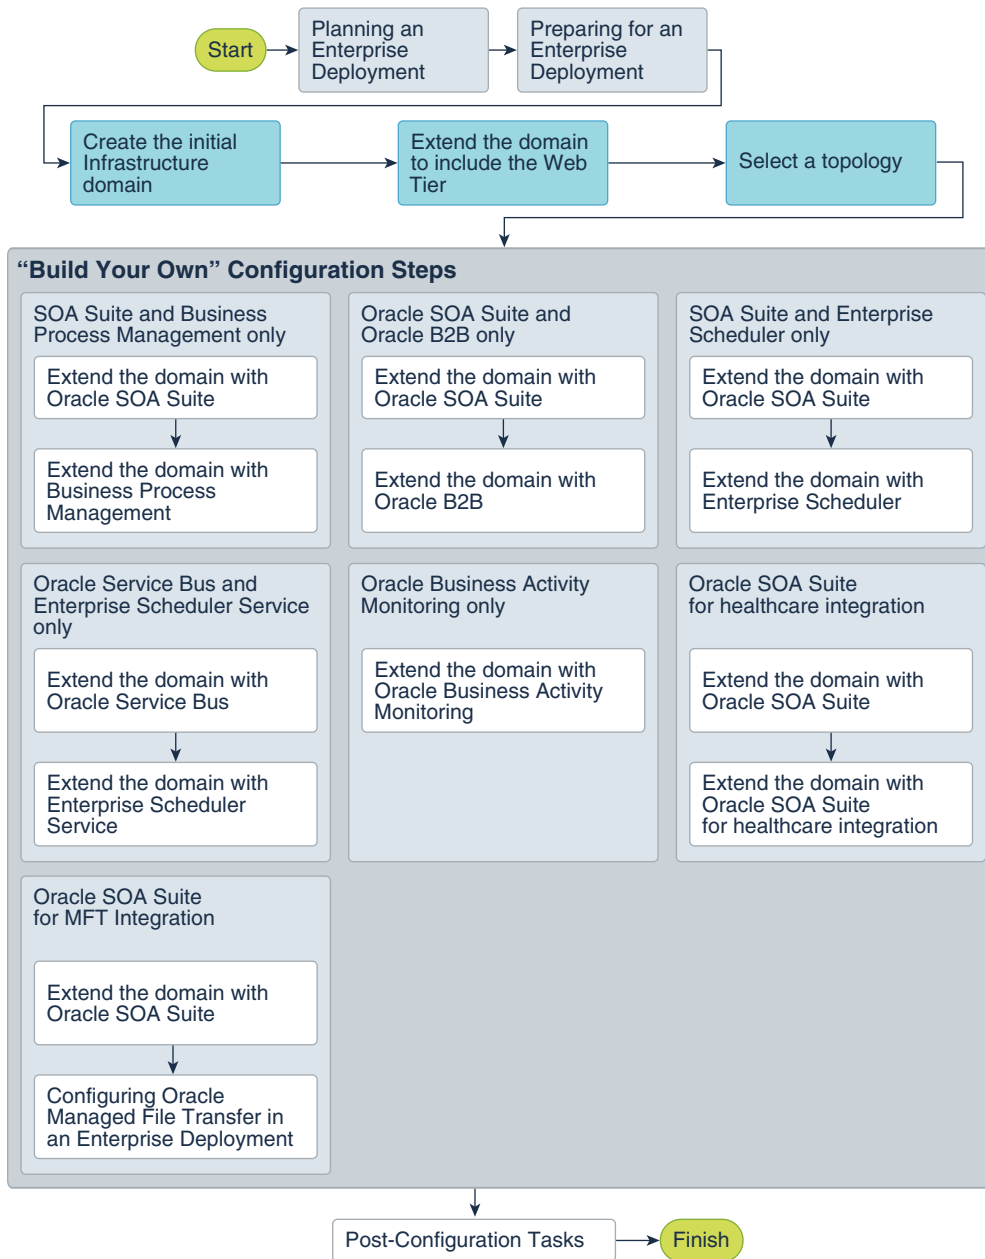 Start
Planning an
Enterprise
Deployment
Preparing for an
Enterprise
Deployment
Create the initial
Infrastructure
domain
Extend the domain
to include the Web
Tier
Select a topology
“Build Your Own” Configuration Steps
SOA Suite and Business
Process Management only
Extend the domain with
Oracle SOA Suite
Extend the domain with
Business Process
Management
Oracle SOA Suite and
Oracle B2B only
Extend the domain with
Oracle SOA Suite
Extend the domain with
Oracle B2B
SOA Suite and Enterprise
Scheduler only
Extend the domain with
Oracle SOA Suite
Extend the domain with
Enterprise Scheduler
Oracle Service Bus and
Enterprise Scheduler Service
only
Extend the domain with
Oracle Service Bus
Extend the domain with
Enterprise Scheduler
Service
Oracle Business Activity
Monitoring only
Extend the domain with
Oracle Business Activity
Monitoring
Oracle SOA Suite
for healthcare integration
Extend the domain with
Oracle SOA Suite
Extend the domain with
Oracle SOA Suite
for healthcare integration
Oracle SOA Suite
for MFT Integration
Extend the domain with
Oracle SOA Suite
Configuring Oracle
Managed File Transfer in
an Enterprise Deployment
Post-Configuration Tasks
Finish